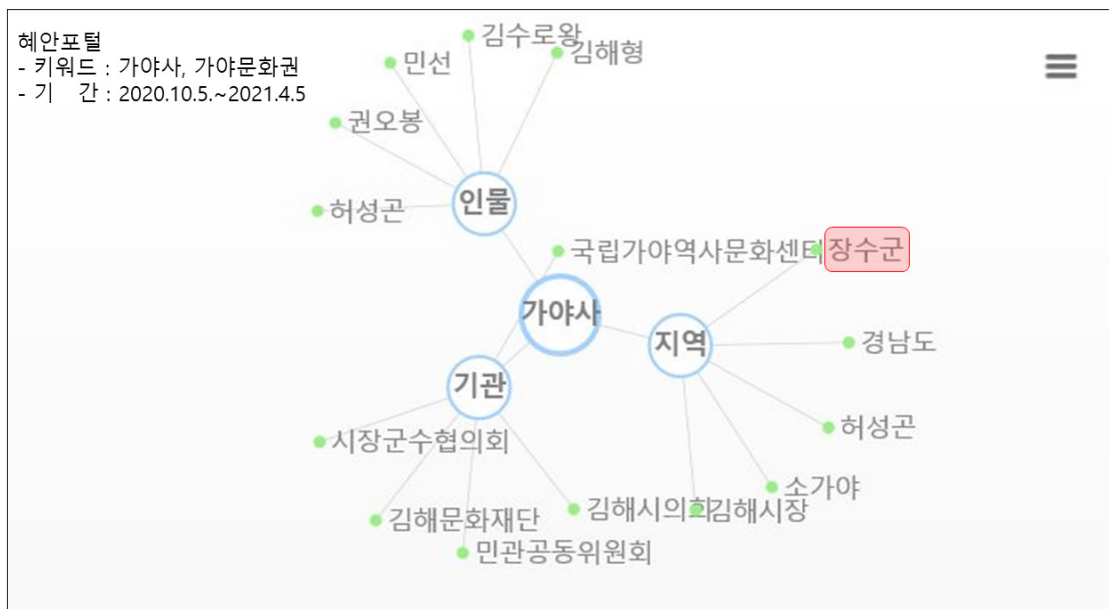 혜안포털
- 키워드 : 가야사, 가야문화권
- 기 간 : 2020.10.5.~2021.4.5
김수로왕
김해형
민선
권오봉
허성곤
인물
국립가야역사문화센터
장수군
가야사
지역
경남도
기관
허성곤
시장군수협의회
소가야
김해시의회
김해시장
김해문화재단
민관공동위원회